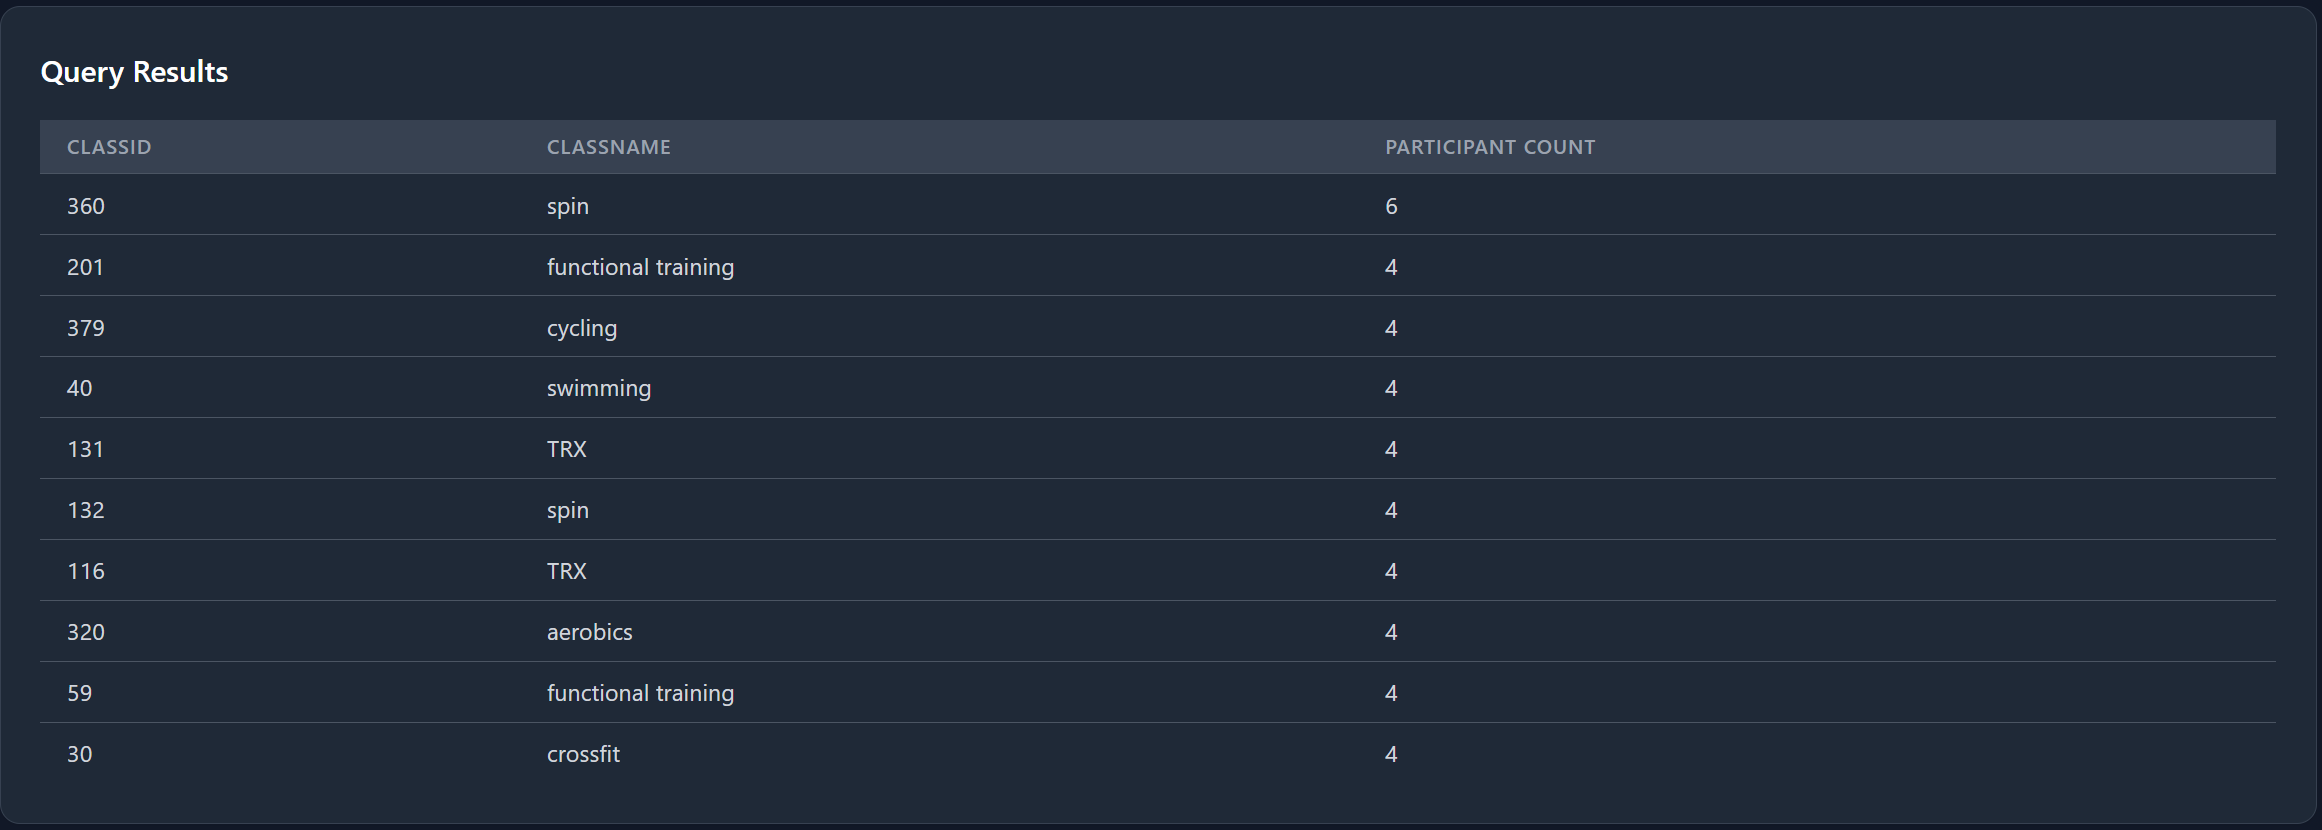 Query Results
CLASSID CLASSNAME PARTICIPANT COUNT
360 spin 6
201 functional training 4
379 cycling 4
40 swimming 4
131 TRX 4
132 spin 4
116 TRX 4
320 aerobics 4
59 functional training 4
30 crossfit 4